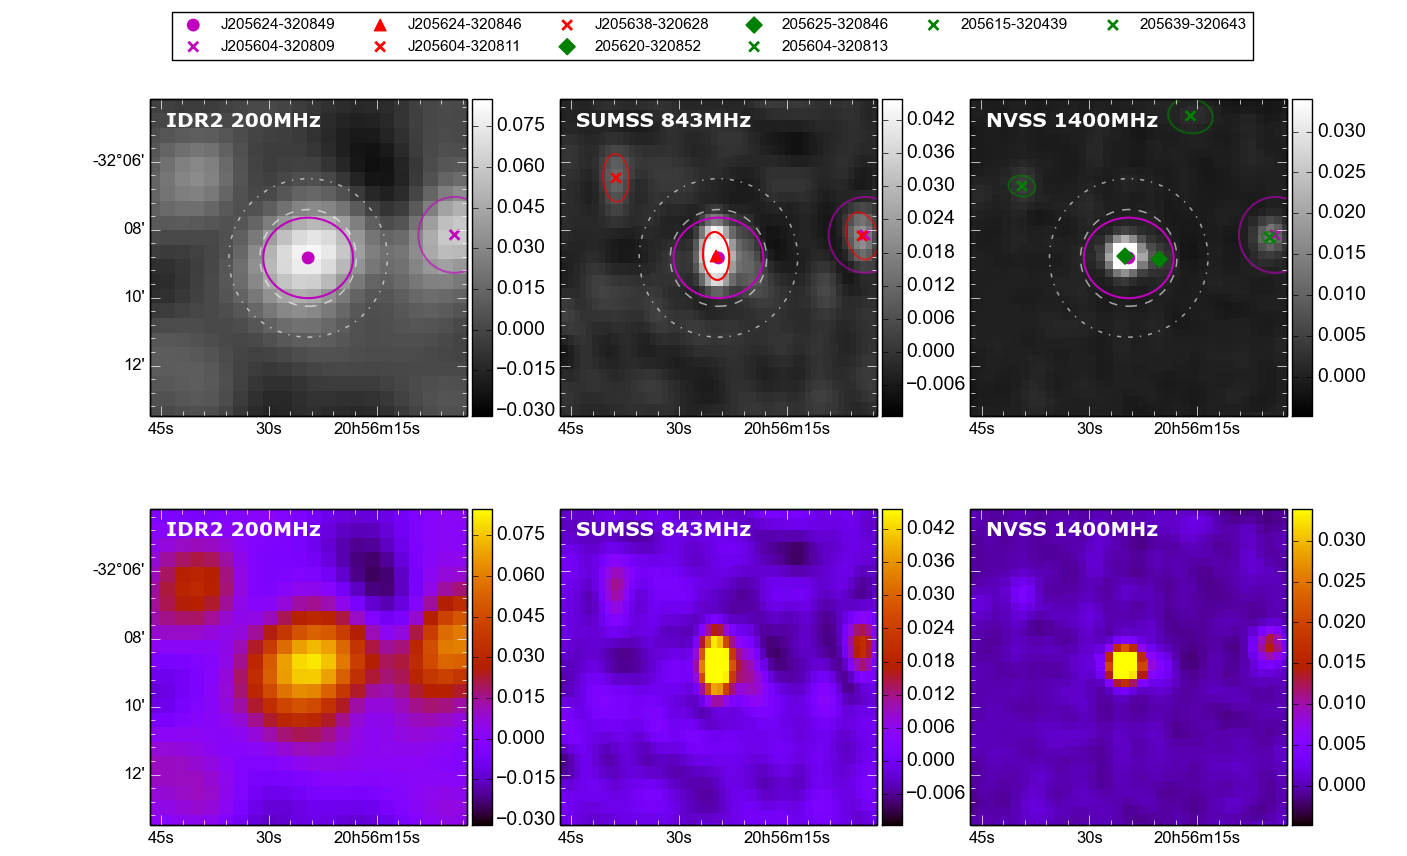 J205624-320849 J205624-320846 J205638-320628 205625-320846 205615-320439 205639-320643
J205604-320809 J205604-320811 205620-320852 205604-320813
IDR2 200MHz SUMSS 843MHz NVSS 1400MHz
-32°06' 08' 10' 12'
45s 30s 20h56m15s
0.075 0.060 0.045 0.030 0.015 0.000 −0.015 −0.030
45s 30s 20h56m15s
0.042 0.036 0.030 0.024 0.018 0.012 0.006 0.000 −0.006
45s 30s 20h56m15s
0.030 0.025 0.020 0.015 0.010 0.005 0.000
IDR2 200MHz SUMSS 843MHz NVSS 1400MHz
-32°06' 08' 10' 12'
45s 30s 20h56m15s
0.075 0.060 0.045 0.030 0.015 0.000 −0.015 −0.030
45s 30s 20h56m15s
0.042 0.036 0.030 0.024 0.018 0.012 0.006 0.000 −0.006
45s 30s 20h56m15s
0.030 0.025 0.020 0.015 0.010 0.005 0.000